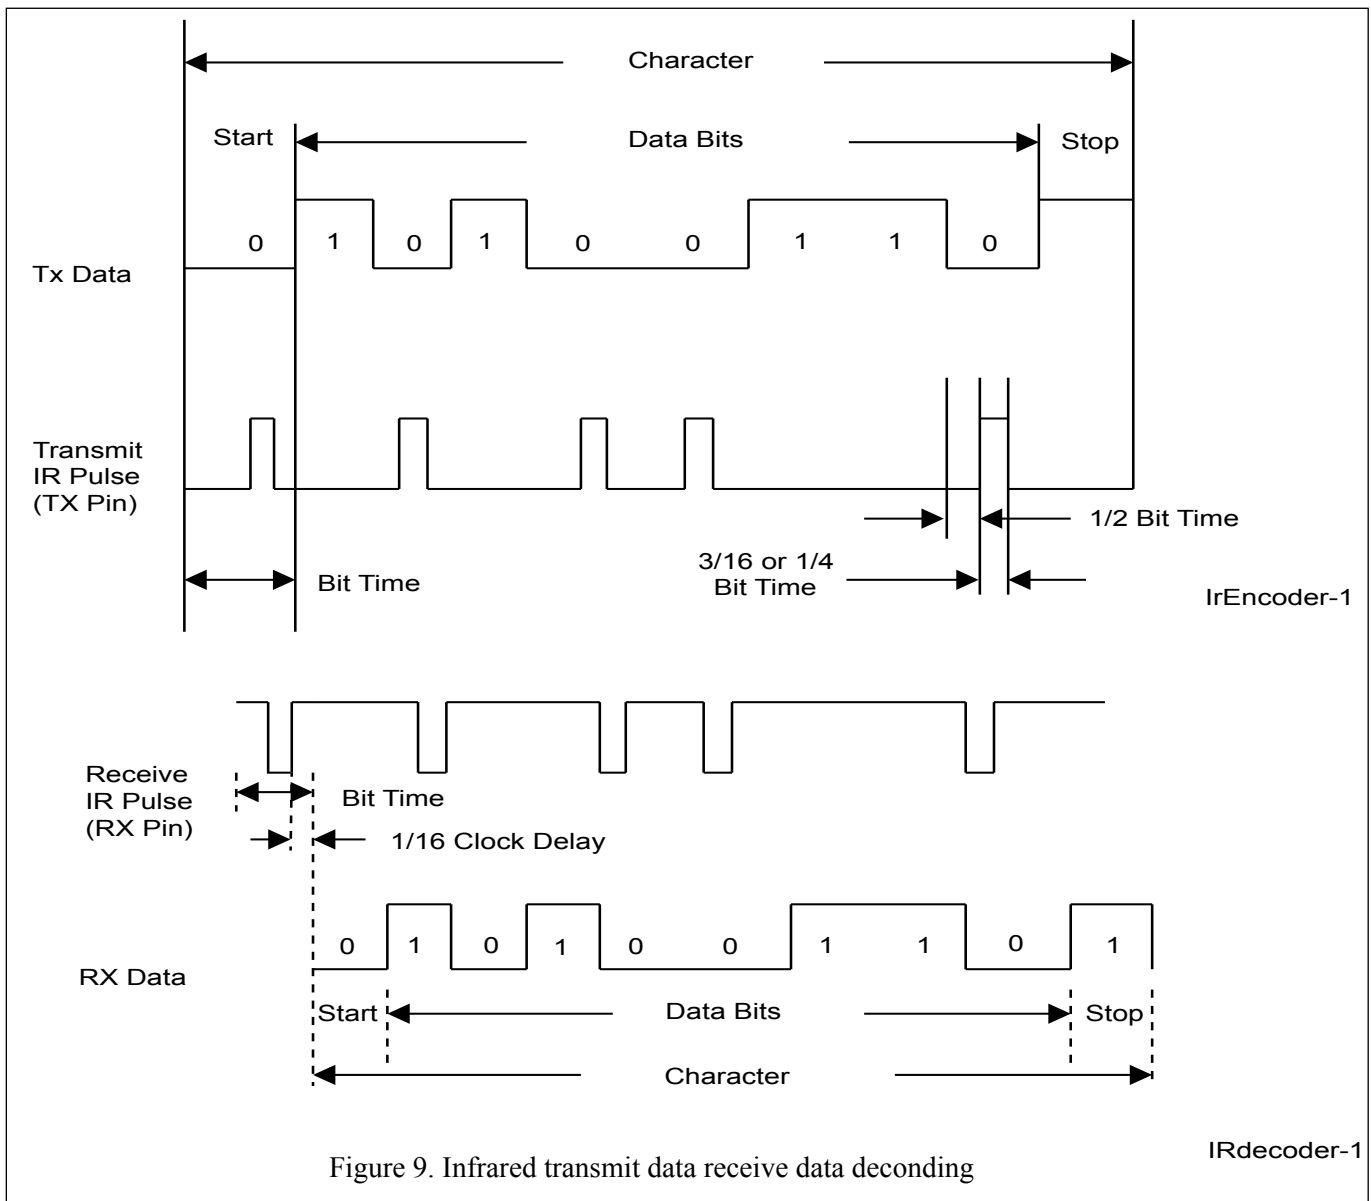 Character
Start
Data Bits
Stop
0 1 0 1 0 0 1 1 0
Tx Data
Transmit
IR Pulse
(TX Pin)
1/2 Bit Time
3/16 or 1/4
Bit Time
Bit Time
IrEncoder-1
Receive
IR Pulse
(RX Pin)
Bit Time
1/16 Clock Delay
0 1 0 1 0 0 1 1 0 1
RX Data
Start
Data Bits
Stop
Character
IRdecoder-1
Figure 9. Infrared transmit data receive data deconding